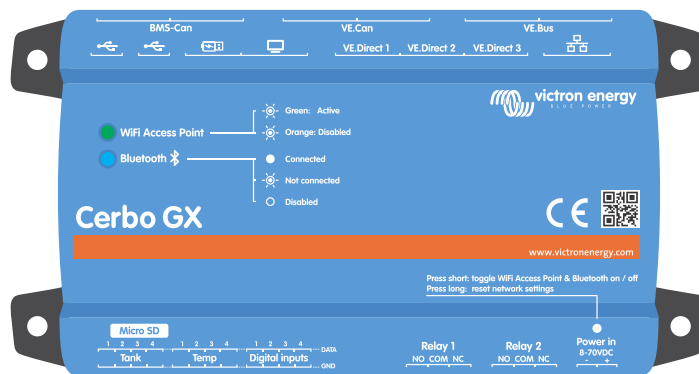 BMS-Can VE.Can VE.Bus
VE.Direct 1 VE.Direct 2 VE.Direct 3
victron energy
BLUE POWER
Green: Active
WiFi Access Point
Orange: Disabled
Bluetooth
Connected
Not connected
Disabled
Cerbo GX
CE
www.victronenergy.com
Press short: toggle WiFi Access Point & Bluetooth on / off
Press long: reset network settings
Micro SD
1 2 3 4 1 2 3 4 1 2 3 4 DATA
Tank Temp Digital inputs
GND
Relay 1 Relay 2 Power in
NO COM NC NO COM NC 8-70VDC
- +